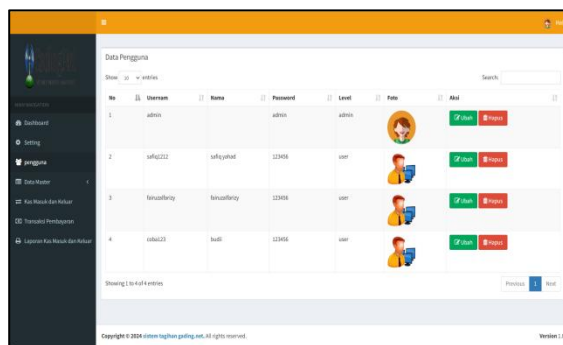 Data Pengguna
Show 10 entries
Search:
No Usernam Nama Password Level Foto Aksi
1 admin admin admin Ubah Hapus
2 safiq1212 safiq yahad 123456 user Ubah Hapus
3 user Ubah Hapus
123456
4 coba123 budi 123456 user Ubah Hapus
Showing 1 to 4 of 4 entries
Previous 1 Next
Dashboard
Setting
pengguna
Data Master
Kas Masuk dan Keluar
Transaksi Pembayaran
Laporan Kas Masuk dan Keluar
Copyright © 2024 sistem tagihan gading.net. All rights reserved.
Version